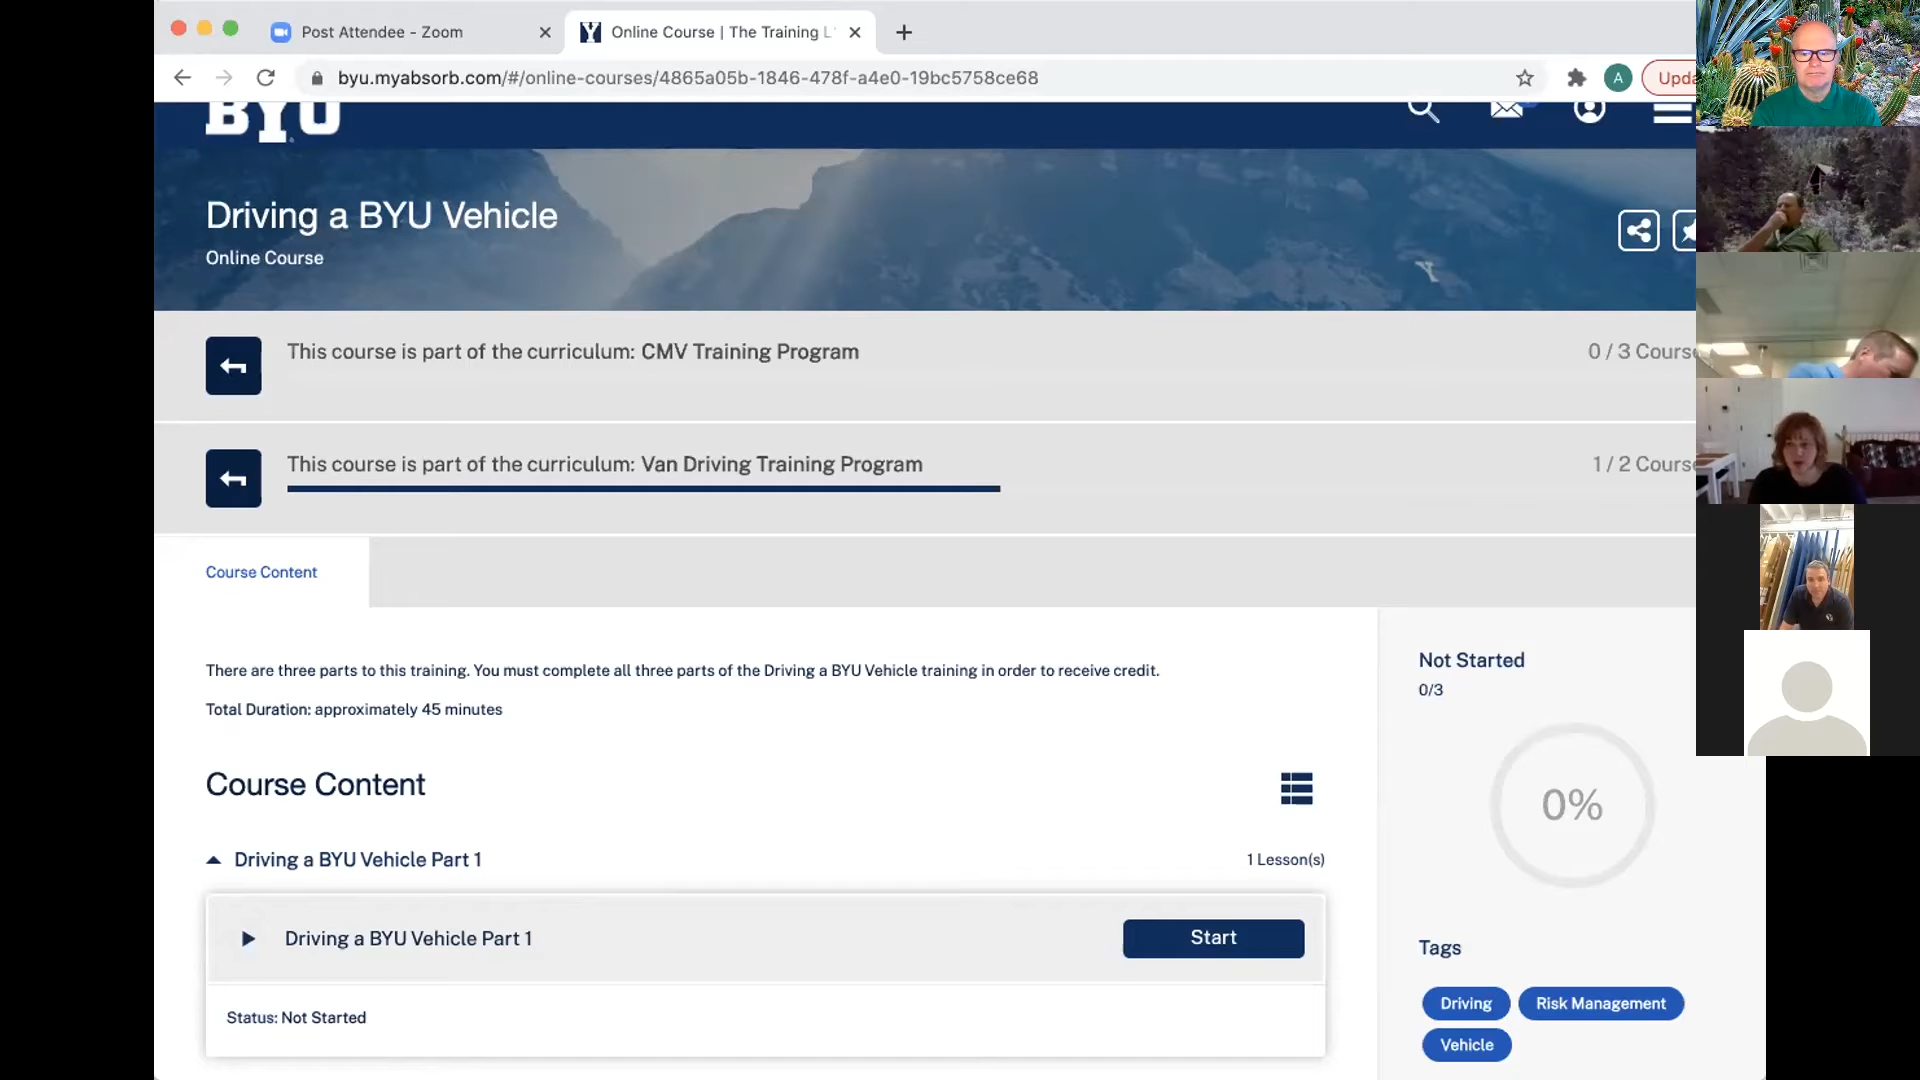 Post Attendee - Zoom
Online Course | The Training L
byu.myabsorb.com/#/online-courses/4865a05b-1846-478f-a4e0-19bc5758ce68
A
Upda
BYU
Driving a BYU Vehicle
Online Course
This course is part of the curriculum: CMV Training Program
0 / 3 Cours
This course is part of the curriculum: Van Driving Training Program
1 / 2 Cours
Course Content
There are three parts to this training. You must complete all three parts of the Driving a BYU Vehicle training in order to receive credit.
Total Duration: approximately 45 minutes
Not Started
0/3
0%
Course Content
Driving a BYU Vehicle Part 1
1 Lesson(s)
Driving a BYU Vehicle Part 1
Start
Status: Not Started
Tags
Driving
Risk Management
Vehicle